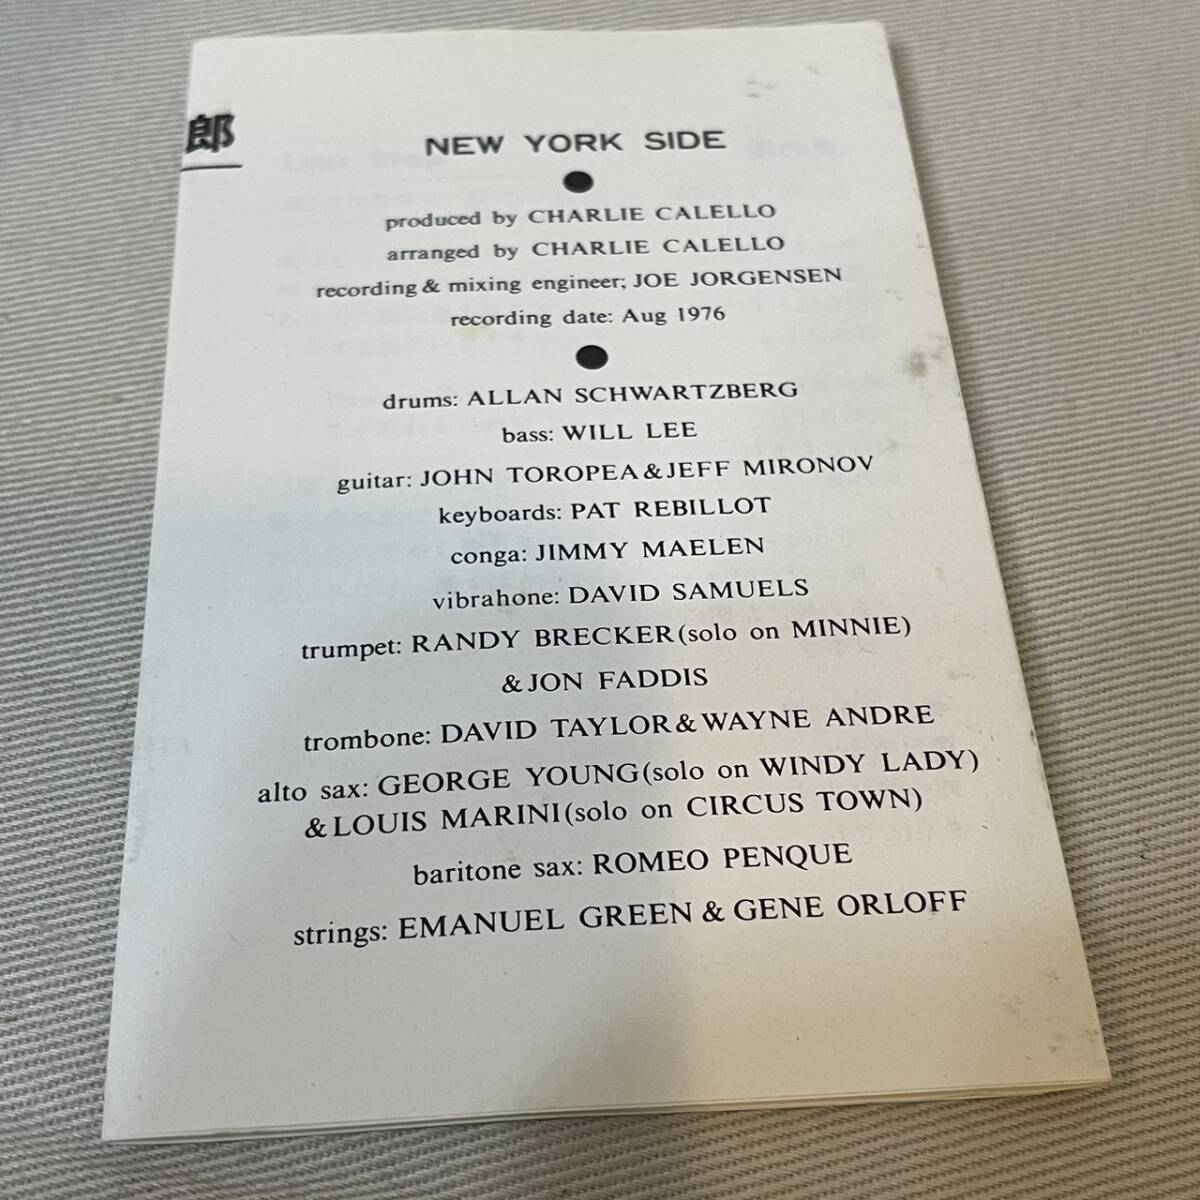 郎
NEW YORK SIDE
produced by CHARLIE CALELLO
arranged by CHARLIE CALELLO
recording & mixing engineer; JOE JORGENSEN
recording date: Aug 1976
drums: ALLAN SCHWARTZBERG
bass: WILL LEE
guitar: JOHN TOROPEA & JEFF MIRONOV
keyboards: PAT REBILLOT
conga: JIMMY MAELEN
vibrahone: DAVID SAMUELS
trumpet: RANDY BRECKER (solo on MINNIE)
& JON FADDIS
trombone: DAVID TAYLOR & WAYNE ANDRE
alto sax: GEORGE YOUNG (solo on WINDY LADY)
& LOUIS MARINI (solo on CIRCUS TOWN)
baritone sax: ROMEO PENQUE
strings: EMANUEL GREEN & GENE ORLOFF